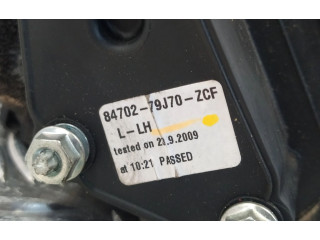 84702-79J70-ZCF
L-LH
tested on 21.9.2009
at 10:21 PASSED